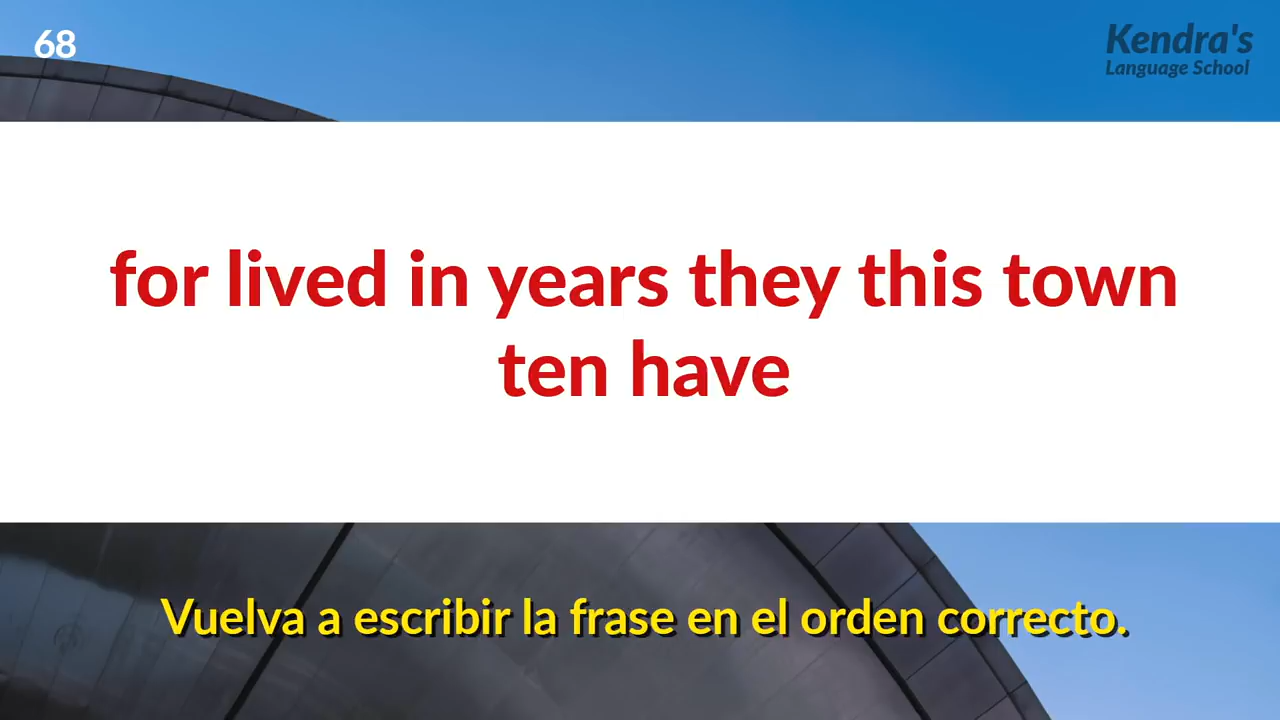 68
Kendra's
Language School
for lived in years they this town
ten have
Vuelva a escribir la frase en el orden correcto.